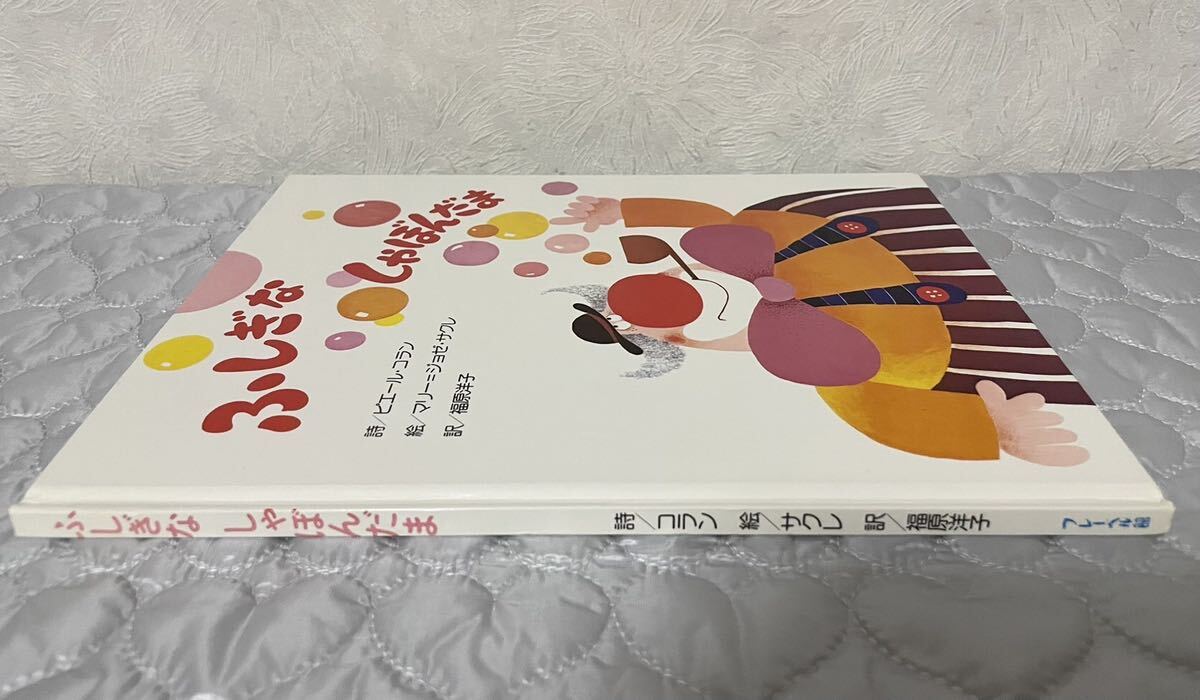 ふしぎな
しゃぼんだま
詩/ピエール・コラン
絵/マリー=ジョゼ・サクレ
訳/福原洋子
ふしぎな しゃぼんだま 詩/コラン 絵/サクレ 訳/福原洋子 フレーベル館